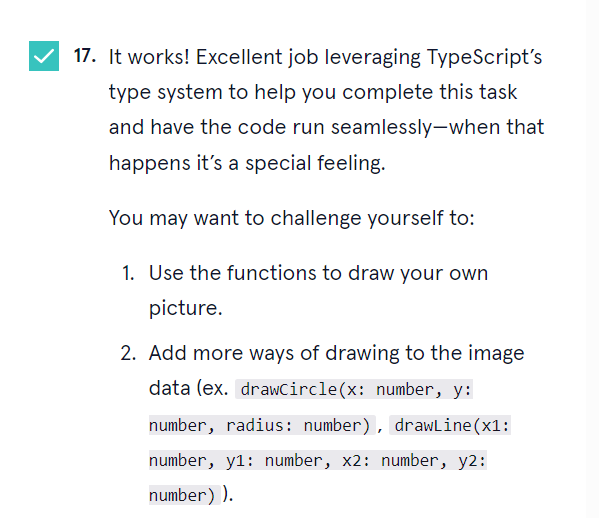 17. It works! Excellent job leveraging TypeScript’s
type system to help you complete this task
and have the code run seamlessly—when that
happens it’s a special feeling.
You may want to challenge yourself to:
1. Use the functions to draw your own
picture.
2. Add more ways of drawing to the image
data (ex. drawCircle(x: number, y:
number, radius: number), drawLine(x1:
number, y1: number, x2: number, y2:
number)).